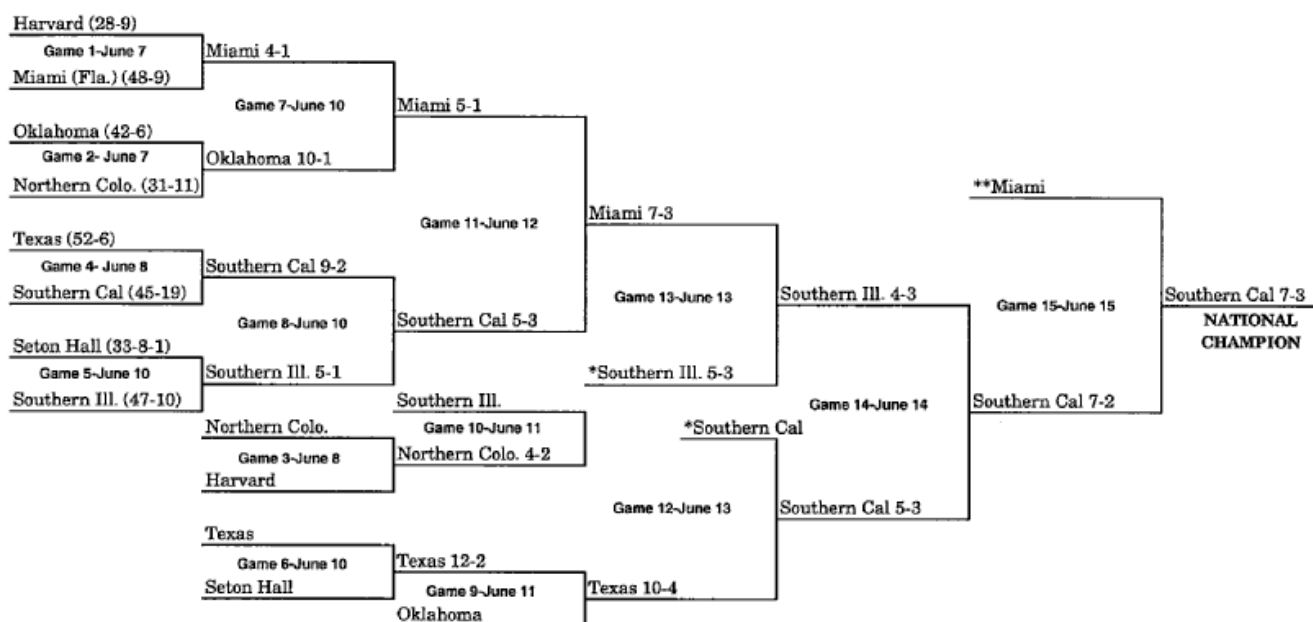 Harvard (28-9)
Game 1-June 7
Miami 4-1
Miami (Fla.) (48-9)
Game 7-June 10
Miami 5-1
Oklahoma (42-6)
Game 2- June 7
Oklahoma 10-1
Northern Colo. (31-11)
**Miami
Game 11-June 12
Miami 7-3
Texas (52-6)
Game 4- June 8
Southern Cal 9-2
Southern Cal (45-19)
Game 13-June 13
Southern Ill. 4-3
Game 15-June 15
Southern Cal 7-3
NATIONAL
CHAMPION
Game 8-June 10
Southern Cal 5-3
Seton Hall (33-8-1)
Game 5-June 10
Southern Ill. 5-1
*Southern Ill. 5-3
Southern Ill. (47-10)
Southern Ill.
Game 14-June 14
Southern Cal 7-2
Northern Colo.
Game 10-June 11
*Southern Cal
Game 3-June 8
Northern Colo. 4-2
Harvard
Game 12-June 13
Southern Cal 5-3
Texas
Game 6-June 10
Texas 12-2
Seton Hall
Game 9-June 11
Texas 10-4
Oklahoma